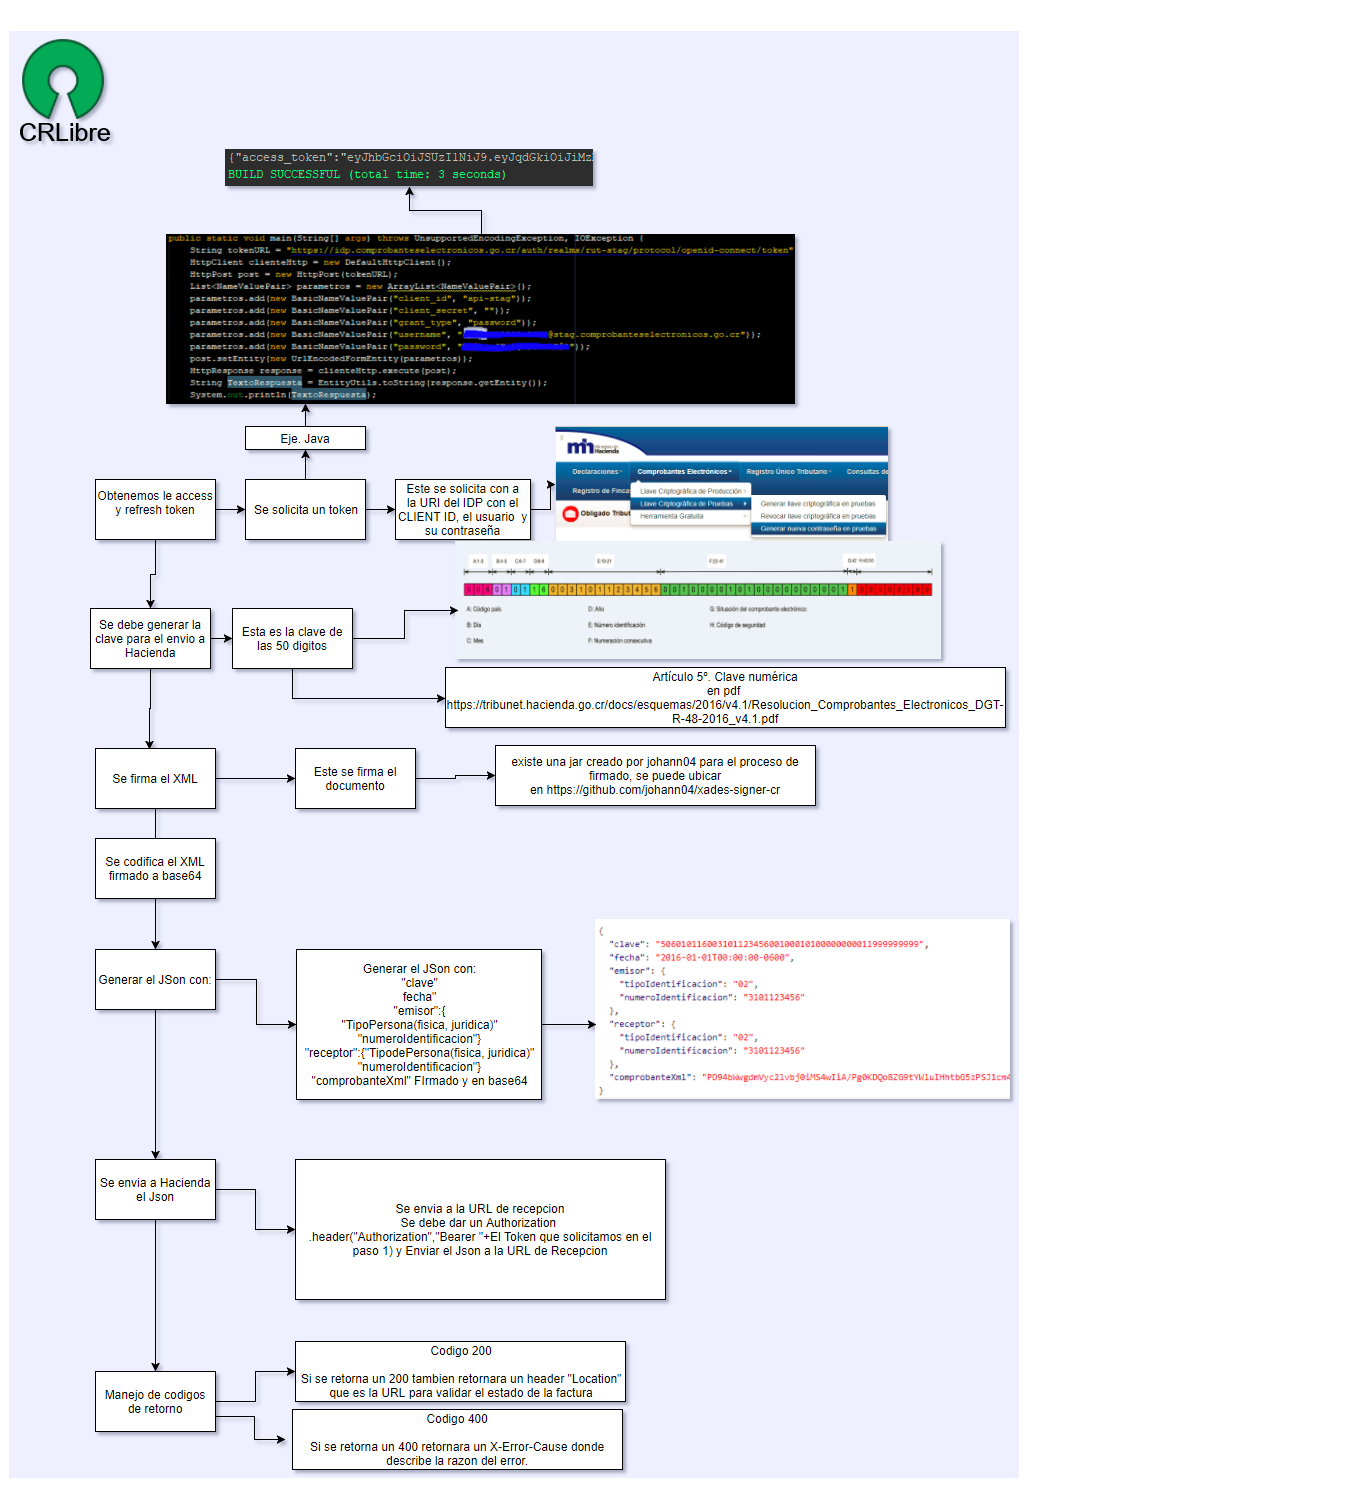 CRLibre
{"access_token":"eyJhbGciOiJSUzI1NiJ9.eyJqdGkiOiJiMz
BUILD SUCCESSFUL (total time: 3 seconds)
public static void main(String[] args) throws UnsupportedEncodingException, IOException {
String tokenURL = "https://idp.comprobanteselectronicos.go.cr/auth/realms/rut-stag/protocol/openid-connect/token"
HttpClient clienteHttp = new DefaultHttpClient();
HttpPost post = new HttpPost(tokenURL);
List<NameValuePair> parametros = new ArrayList<NameValuePair>();
parametros.add(new BasicNameValuePair("client_id", "api-stag"));
parametros.add(new BasicNameValuePair("client_secret", ""));
parametros.add(new BasicNameValuePair("grant_type", "password"));
parametros.add(new BasicNameValuePair("username", " @stag.comprobanteselectronicos.go.cr"));
parametros.add(new BasicNameValuePair("password", " "));
post.setEntity(new UrlEncodedFormEntity(parametros));
HttpResponse response = clienteHttp.execute(post);
String TextoRespuesta = EntityUtils.toString(response.getEntity());
System.out.println(TextoRespuesta);
Eje. Java
Obtenemos le access
y refresh token
Se solicita un token
Este se solicita con a
la URI del IDP con el
CLIENT ID, el usuario y
su contraseña
Ministerio de
Hacienda
Declaraciones
Comprobantes Electrónicos
Registro Único Tributario
Consultas de
Registro de Fincas
Llave Criptográfica de Producción
Llave Criptográfica de Pruebas
Herramienta Gratuita
Generar llave criptográfica en pruebas
Revocar llave criptográfica en pruebas
Generar nueva contraseña en pruebas
Obligado Tribut
Se debe generar la
clave para el envio a
Hacienda
Esta es la clave de
las 50 digitos
A:1-3 B:4-5 C:6-7 D:8-9 E:10-21 F:22-41
A: Código país
B: Día
C: Mes
D: Año
E: Número identificación
F: Numeración consecutiva
G: Situación del comprobante electrónico
H: Código de seguridad
Artículo 5º. Clave numérica
en pdf
https://tribunet.hacienda.go.cr/docs/esquemas/2016/v4.1/Resolucion_Comprobantes_Electronicos_DGT-
R-48-2016_v4.1.pdf
Se firma el XML
Este se firma el
documento
existe una jar creado por johann04 para el proceso de
firmado, se puede ubicar
en https://github.com/johann04/xades-signer-cr
Se codifica el XML
firmado a base64
Generar el JSon con:
Generar el JSon con:
"clave"
fecha"
"emisor":{
"TipoPersona(fisica, juridica)"
"numeroIdentificacion"}
"receptor":{"TipodePersona(fisica, juridica)"
"numeroIdentificacion"}
"comprobanteXml" FIrmado y en base64
{
"clave": "50601011600310112345600100010100000000011999999999",
"fecha": "2016-01-01T00:00:00-0600",
"emisor": {
"tipoIdentificacion": "02",
"numeroIdentificacion": "3101123456"
},
"receptor": {
"tipoIdentificacion": "02",
"numeroIdentificacion": "3101123456"
},
"comprobanteXml": "PD94bWwgdmVyc2lvbj0iMS4wIiA/Pg0KDQo8ZG9tYWluIHhtbG5zPSJ1cm4
}
Se envia a Hacienda
el Json
Se envia a la URL de recepcion
Se debe dar un Authorization
.header("Authorization","Bearer "+El Token que solicitamos en el
paso 1) y Enviar el Json a la URL de Recepcion
Manejo de codigos
de retorno
Codigo 200
Si se retorna un 200 tambien retornara un header "Location"
que es la URL para validar el estado de la factura
Codigo 400
Si se retorna un 400 retornara un X-Error-Cause donde
describe la razon del error.